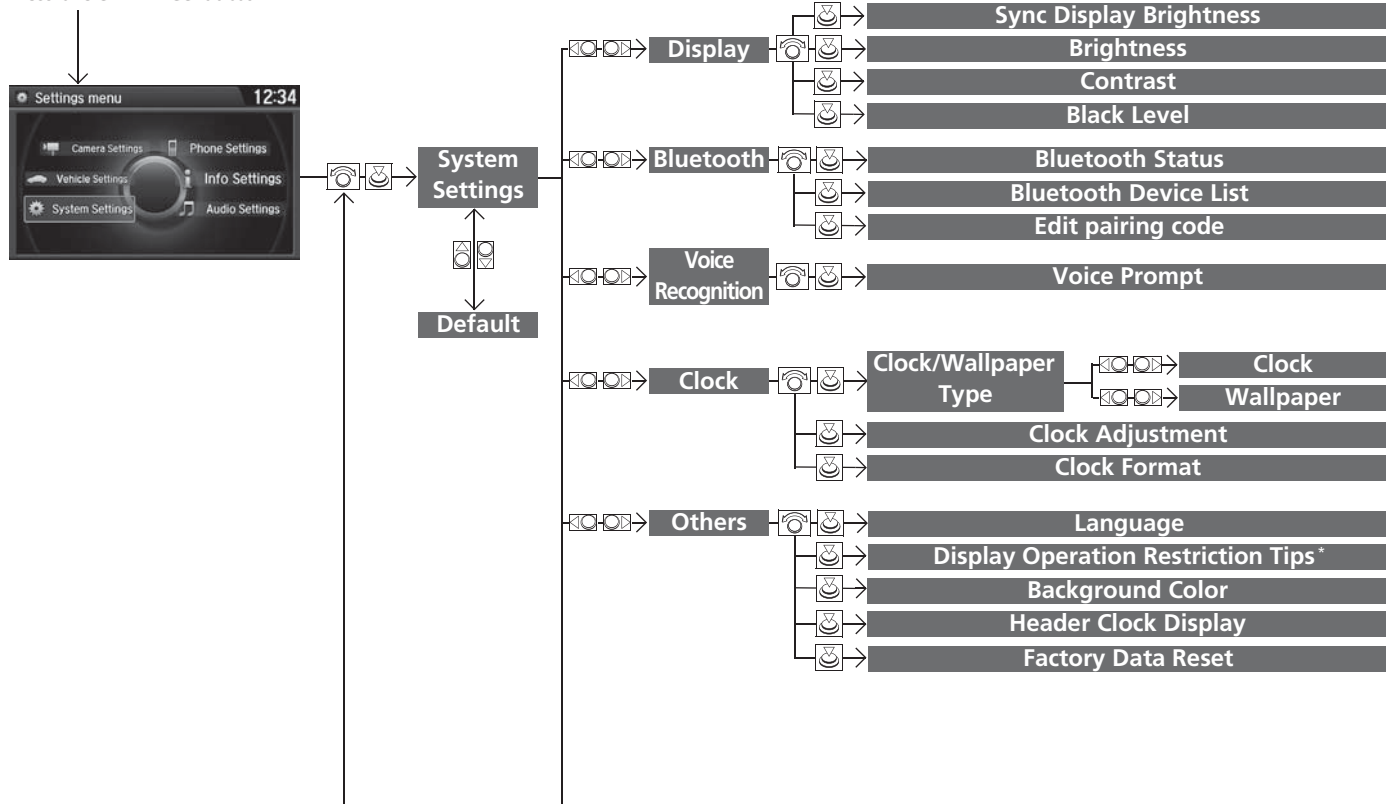 Settings menu 12:34
Camera Settings
Phone Settings
Vehicle Settings
Info Settings
System Settings
Audio Settings
System
Settings
Default
Display
Sync Display Brightness
Brightness
Contrast
Black Level
Bluetooth
Bluetooth Status
Bluetooth Device List
Edit pairing code
Voice
Recognition
Voice Prompt
Clock
Clock/Wallpaper
Type
Clock
Wallpaper
Clock Adjustment
Clock Format
Others
Language
Display Operation Restriction Tips*
Background Color
Header Clock Display
Factory Data Reset